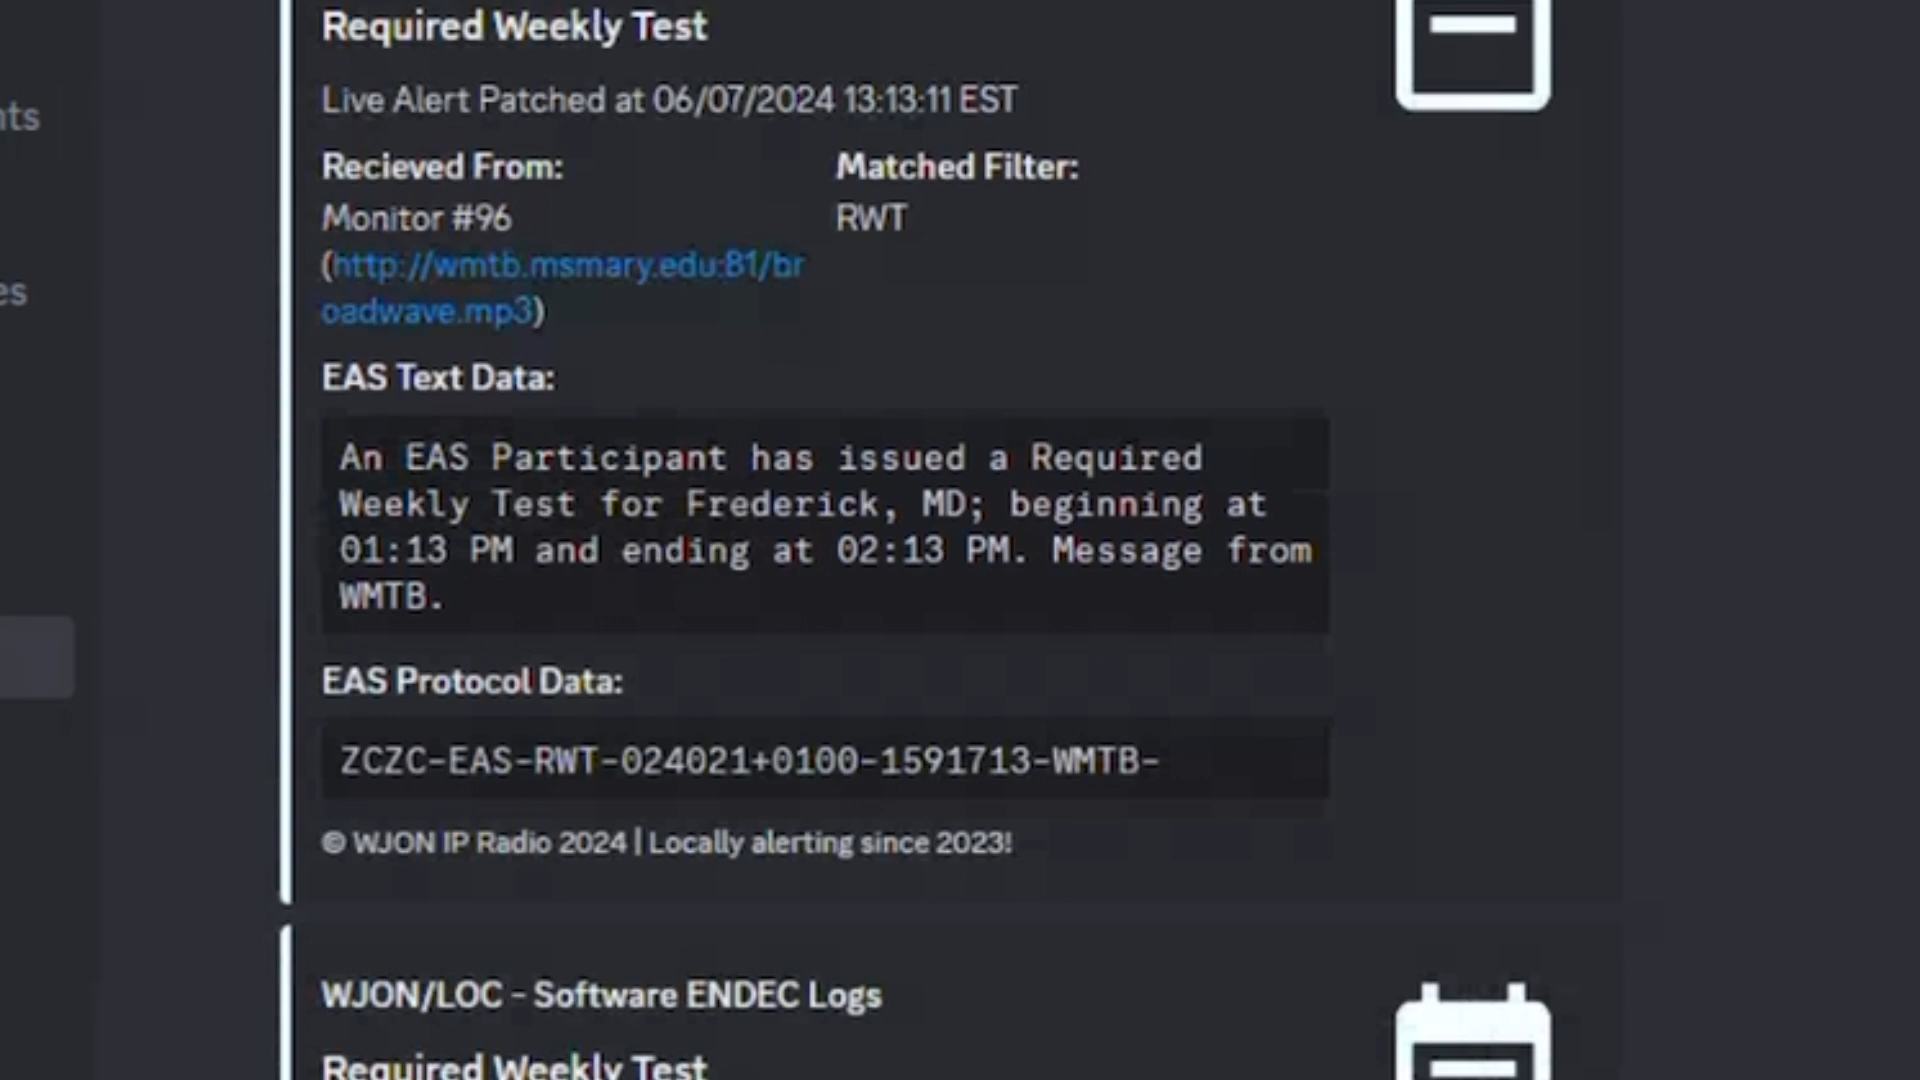 Required Weekly Test
Live Alert Patched at 06/07/2024 13:13:11 EST
Recieved From:
Monitor #96
(http://wmtb.msmary.edu:81/br
oadwave.mp3)
Matched Filter:
RWT
EAS Text Data:
An EAS Participant has issued a Required
Weekly Test for Frederick, MD; beginning at
01:13 PM and ending at 02:13 PM. Message from
WMTB.
EAS Protocol Data:
ZCZC-EAS-RWT-024021+0100-1591713-WMTB-
© WJON IP Radio 2024 | Locally alerting since 2023!
WJON/LOC - Software ENDEC Logs
Required Weekly Test